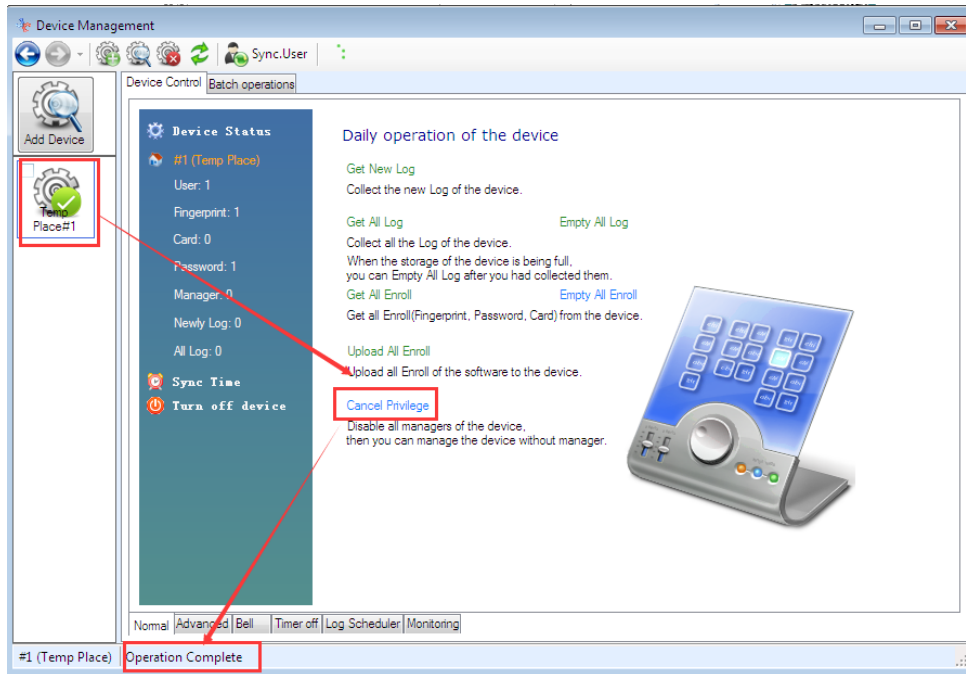 Device Management
Sync.User
Device Control Batch operations
Add Device
Temp
Place#1
Device Status
#1 (Temp Place)
User: 1
Fingerprint: 1
Card: 0
Password: 1
Manager: 0
Newly Log: 0
All Log: 0
Sync Time
Turn off device
Daily operation of the device
Get New Log
Collect the new Log of the device.
Get All Log Empty All Log
Collect all the Log of the device.
When the storage of the device is being full,
you can Empty All Log after you had collected them.
Get All Enroll Empty All Enroll
Get all Enroll(Fingerprint, Password, Card) from the device.
Upload All Enroll
Upload all Enroll of the software to the device.
Cancel Privilege
Disable all managers of the device,
then you can manage the device without manager.
Normal Advanced Bell Timer off Log Scheduler Monitoring
#1 (Temp Place) Operation Complete